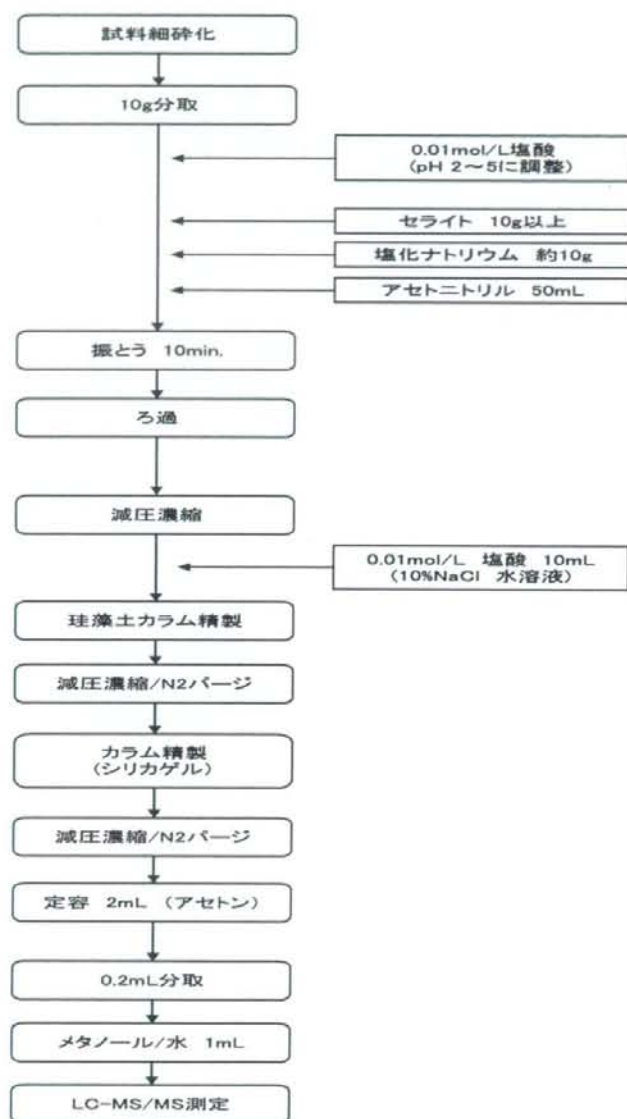 試料細砕化
10g分取
0.01mol/L塩酸
(pH 2～5に調整)
セライト 10g以上
塩化ナトリウム 約10g
アセトニトリル 50mL
振とう 10min.
ろ過
減圧濃縮
0.01mol/L 塩酸 10mL
(10%NaCl 水溶液)
珪藻土カラム精製
減圧濃縮/N2パージ
カラム精製
(シリカゲル)
減圧濃縮/N2パージ
定容 2mL (アセトン)
0.2mL分取
メタノール/水 1mL
LC-MS/MS測定